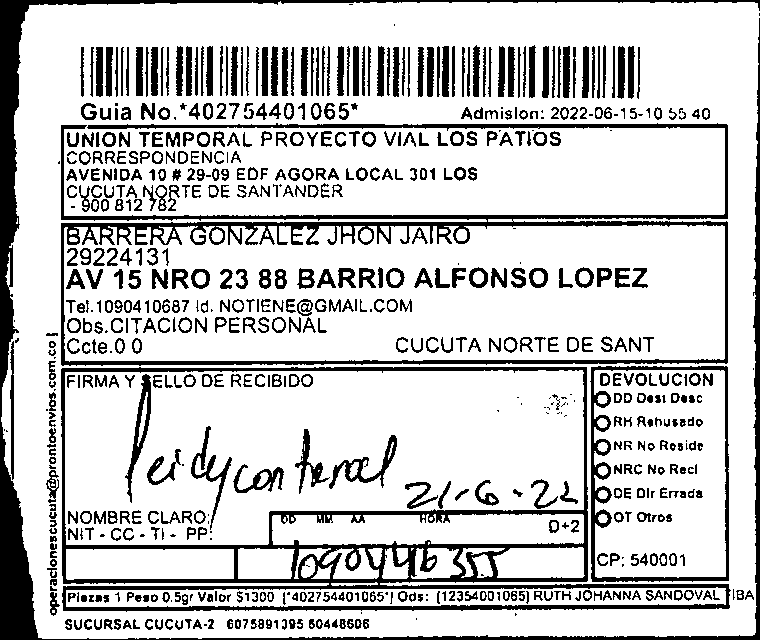 Guia No.*402754401065*
Admision: 2022-06-15-10 55 40
UNION TEMPORAL PROYECTO VIAL LOS PATIOS
CORRESPONDENCIA
AVENIDA 10 # 29-09 EDF AGORA LOCAL 301 LOS
CUCUTA NORTE DE SANTANDER
- 900 812 782
BARRERA GONZALEZ JHON JAIRO
29224131
AV 15 NRO 23 88 BARRIO ALFONSO LOPEZ
Tel.1090410687 Id. NOTIENE@GMAIL.COM
Obs.CITACION PERSONAL
Ccte.0 0
CUCUTA NORTE DE SANT
operacionescucuta@prontoenvios.com.co
FIRMA Y SELLO DE RECIBIDO
21-6-22
NOMBRE CLARO:
NIT - CC - TI - PP:
DD MM AA HORA
D+2
1090446355
DEVOLUCION
DD Dest Desc
RH Rehusado
NR No Reside
NRC No Recl
DE Dir Errada
OT Otros
CP: 540001
Piezas 1 Peso 0.5gr Valor $1300 [*402754401065*] Ods: [12354001065] RUTH JOHANNA SANDOVAL IBA
SUCURSAL CUCUTA-2 6075891395 60448606